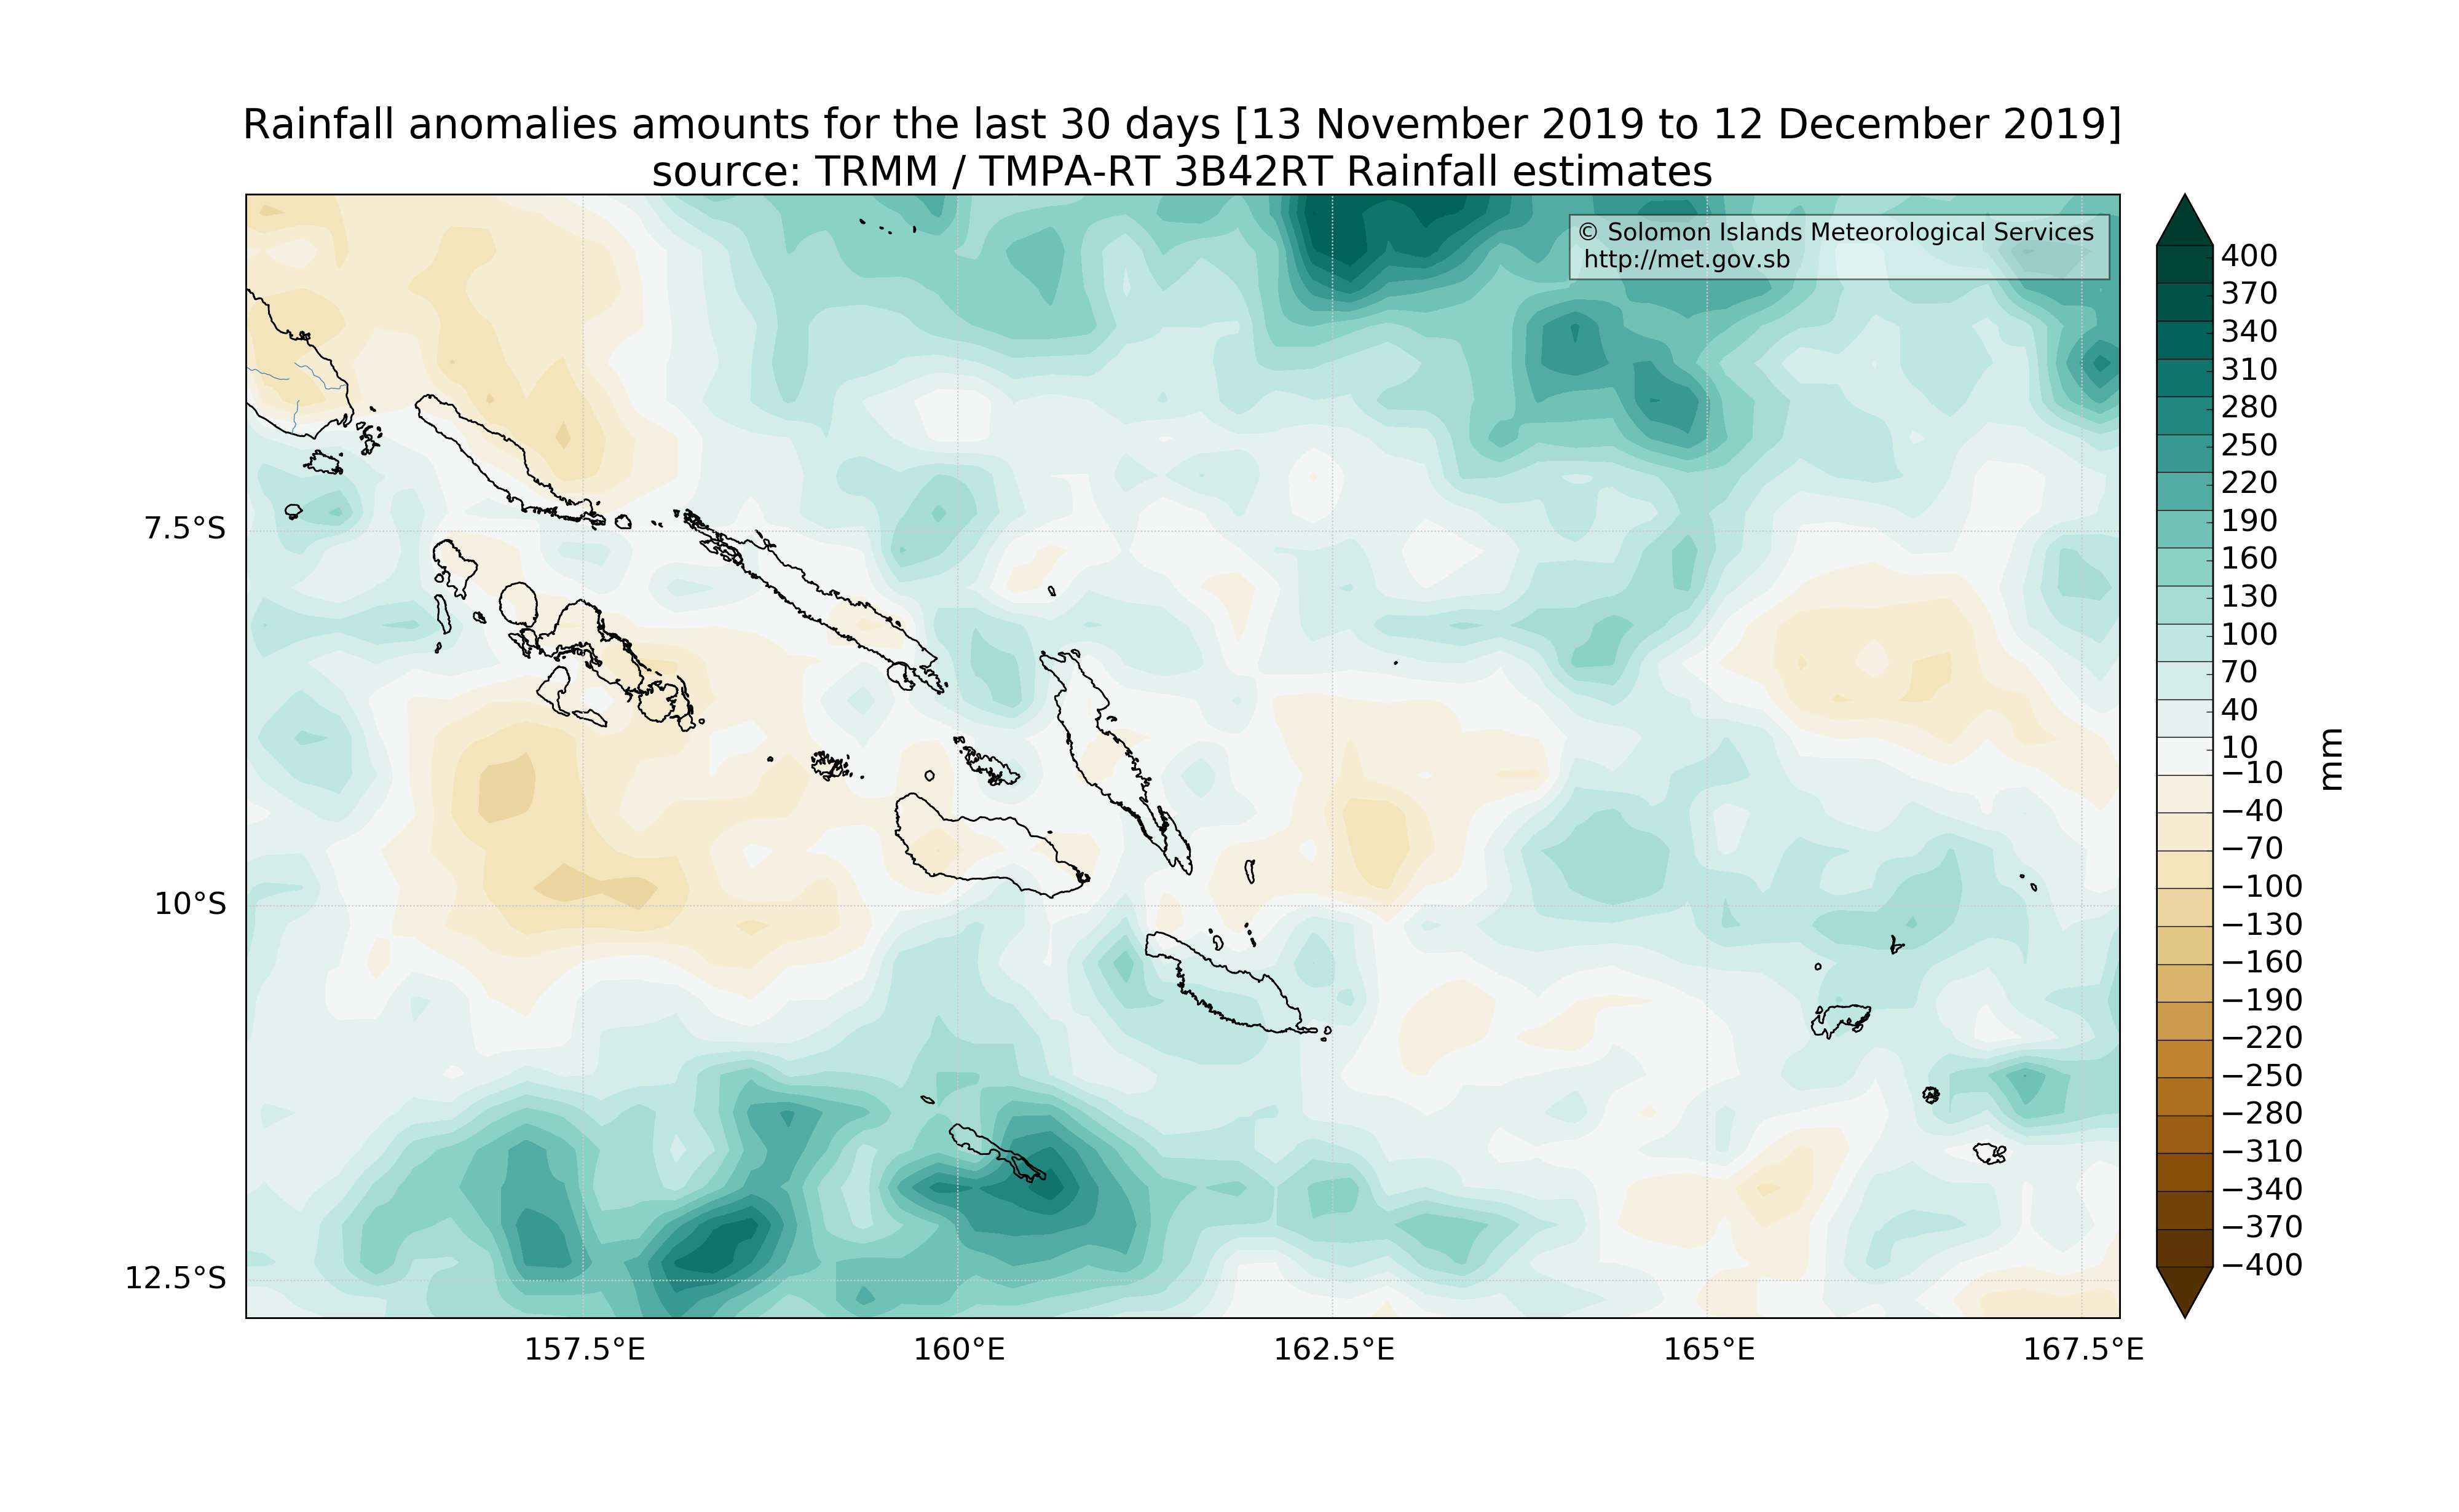 Rainfall anomalies amounts for the last 30 days [13 November 2019 to 12 December 2019]
source: TRMM / TMPA-RT 3B42RT Rainfall estimates
© Solomon Islands Meteorological Services
http://met.gov.sb
7.5°S
10°S
12.5°S
157.5°E
160°E
162.5°E
165°E
167.5°E
400
370
340
310
280
250
220
190
160
130
100
70
40
10
−10
−40
−70
−100
−130
−160
−190
−220
−250
−280
−310
−340
−370
−400
mm